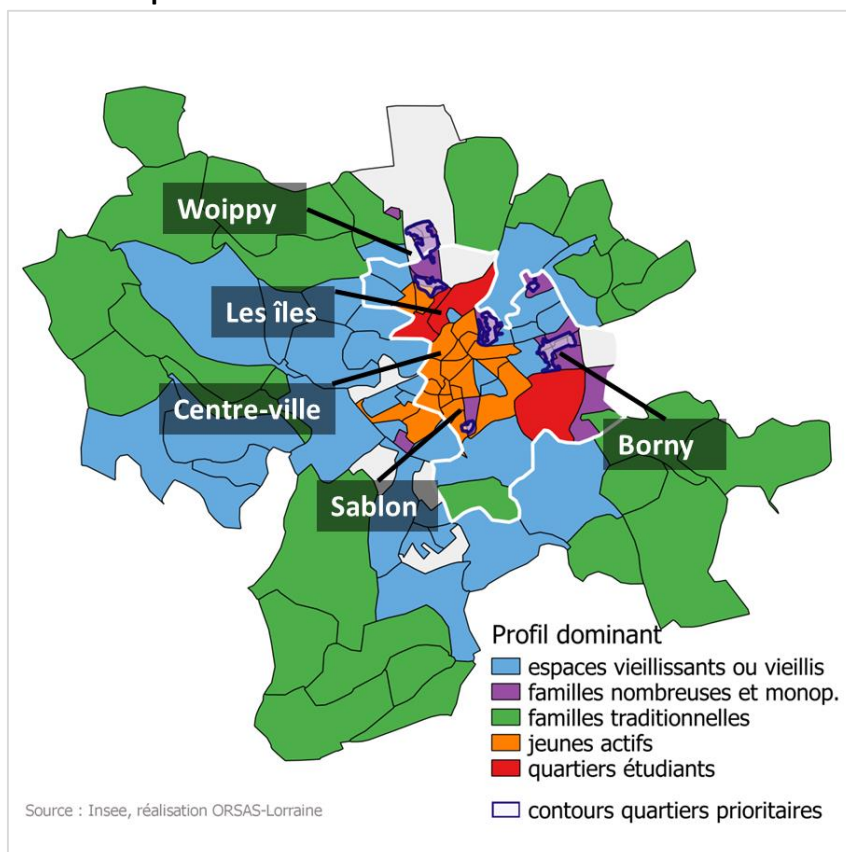 Woippy
Les îles
Centre-ville
Sablon
Borny
Profil dominant
espaces vieillissants ou vieillis
familles nombreuses et monop.
familles traditionnelles
jeunes actifs
quartiers étudiants
contours quartiers prioritaires
Source : Insee, réalisation ORSAS-Lorraine